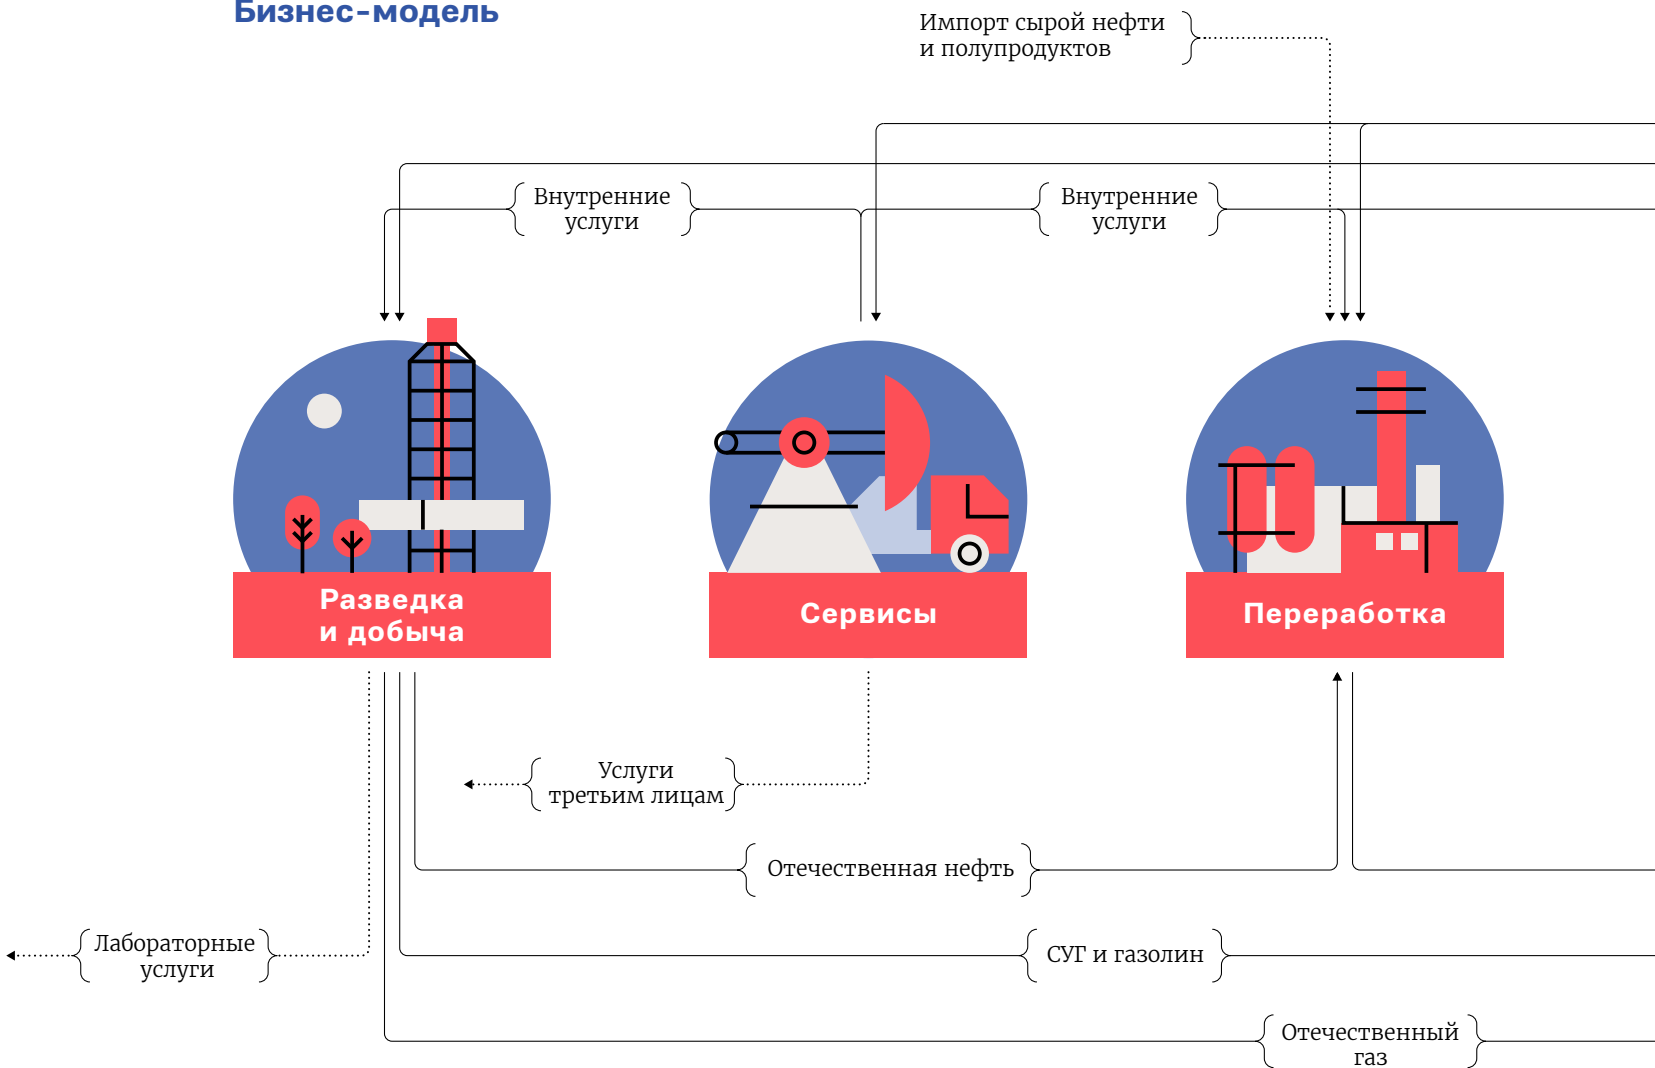 Бизнес-модель
Импорт сырой нефти
и полупродуктов
Внутренние
услуги
Внутренние
услуги
Разведка
и добыча
Сервисы
Переработка
Услуги
третьим лицам
Отечественная нефть
Лабораторные
услуги
СУГ и газолин
Отечественный
газ